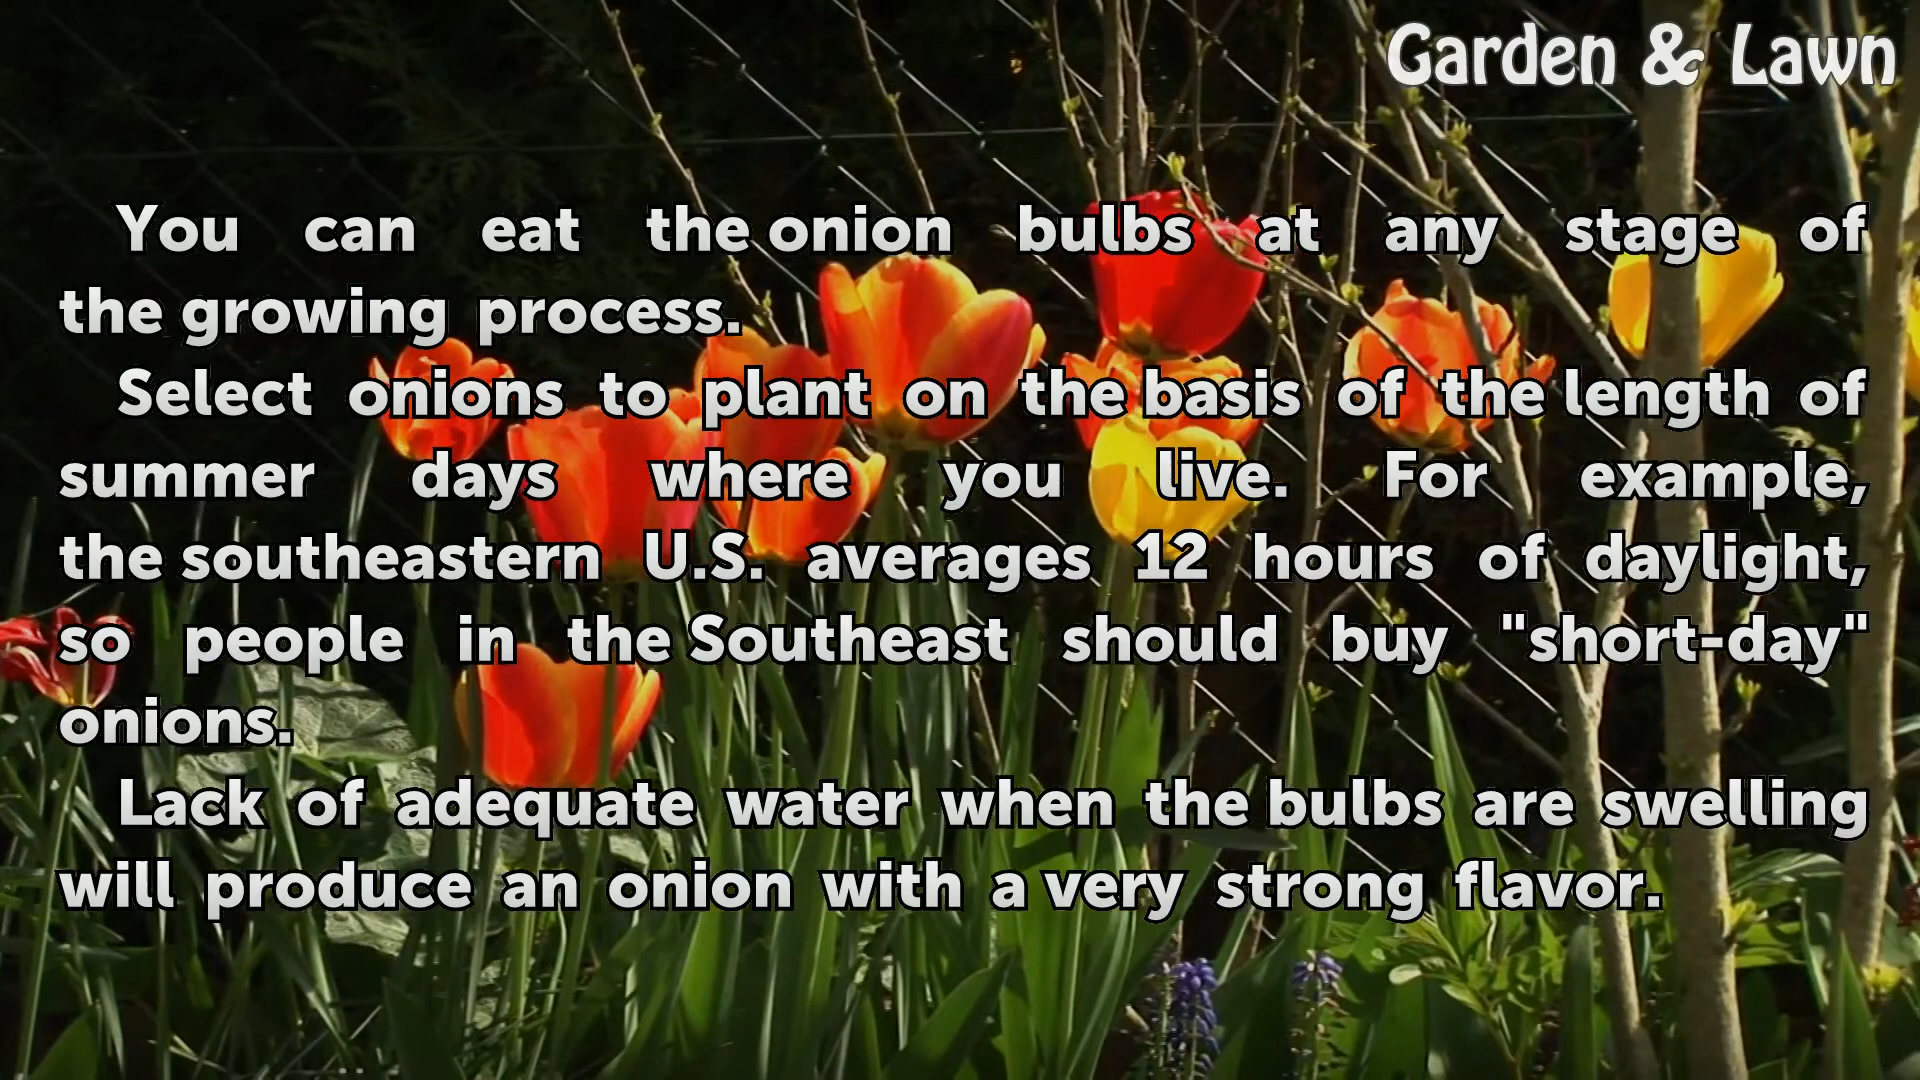 Garden & Lawn
You can eat the onion bulbs at any stage of
the growing process.
Select onions to plant on the basis of the length of
summer days where you live. For example,
the southeastern U.S. averages 12 hours of daylight,
so people in the Southeast should buy "short-day"
onions.
Lack of adequate water when the bulbs are swelling
will produce an onion with a very strong flavor.